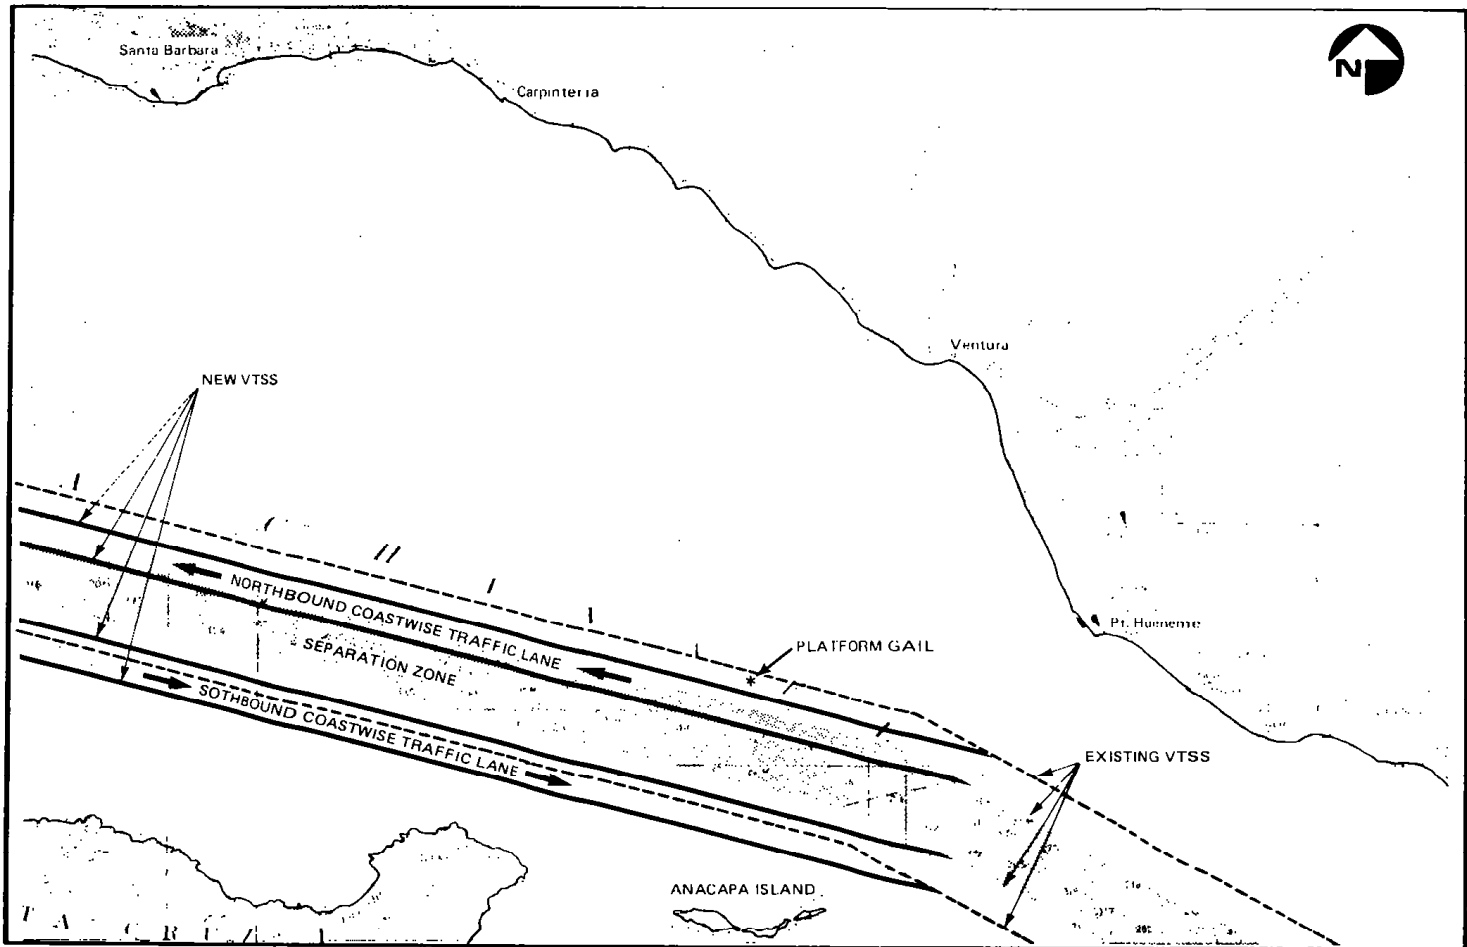 Santa Barbara
N
Carpinteria
Ventura
NEW VTSS
Pt. Hueneme
NORTHBOUND COASTWISE TRAFFIC LANE
PLATFORM GAIL
*
SEPARATION ZONE
SOTHBOUND COASTWISE TRAFFIC LANE
EXISTING VTSS
ANACAPA ISLAND
T A C R U Z I